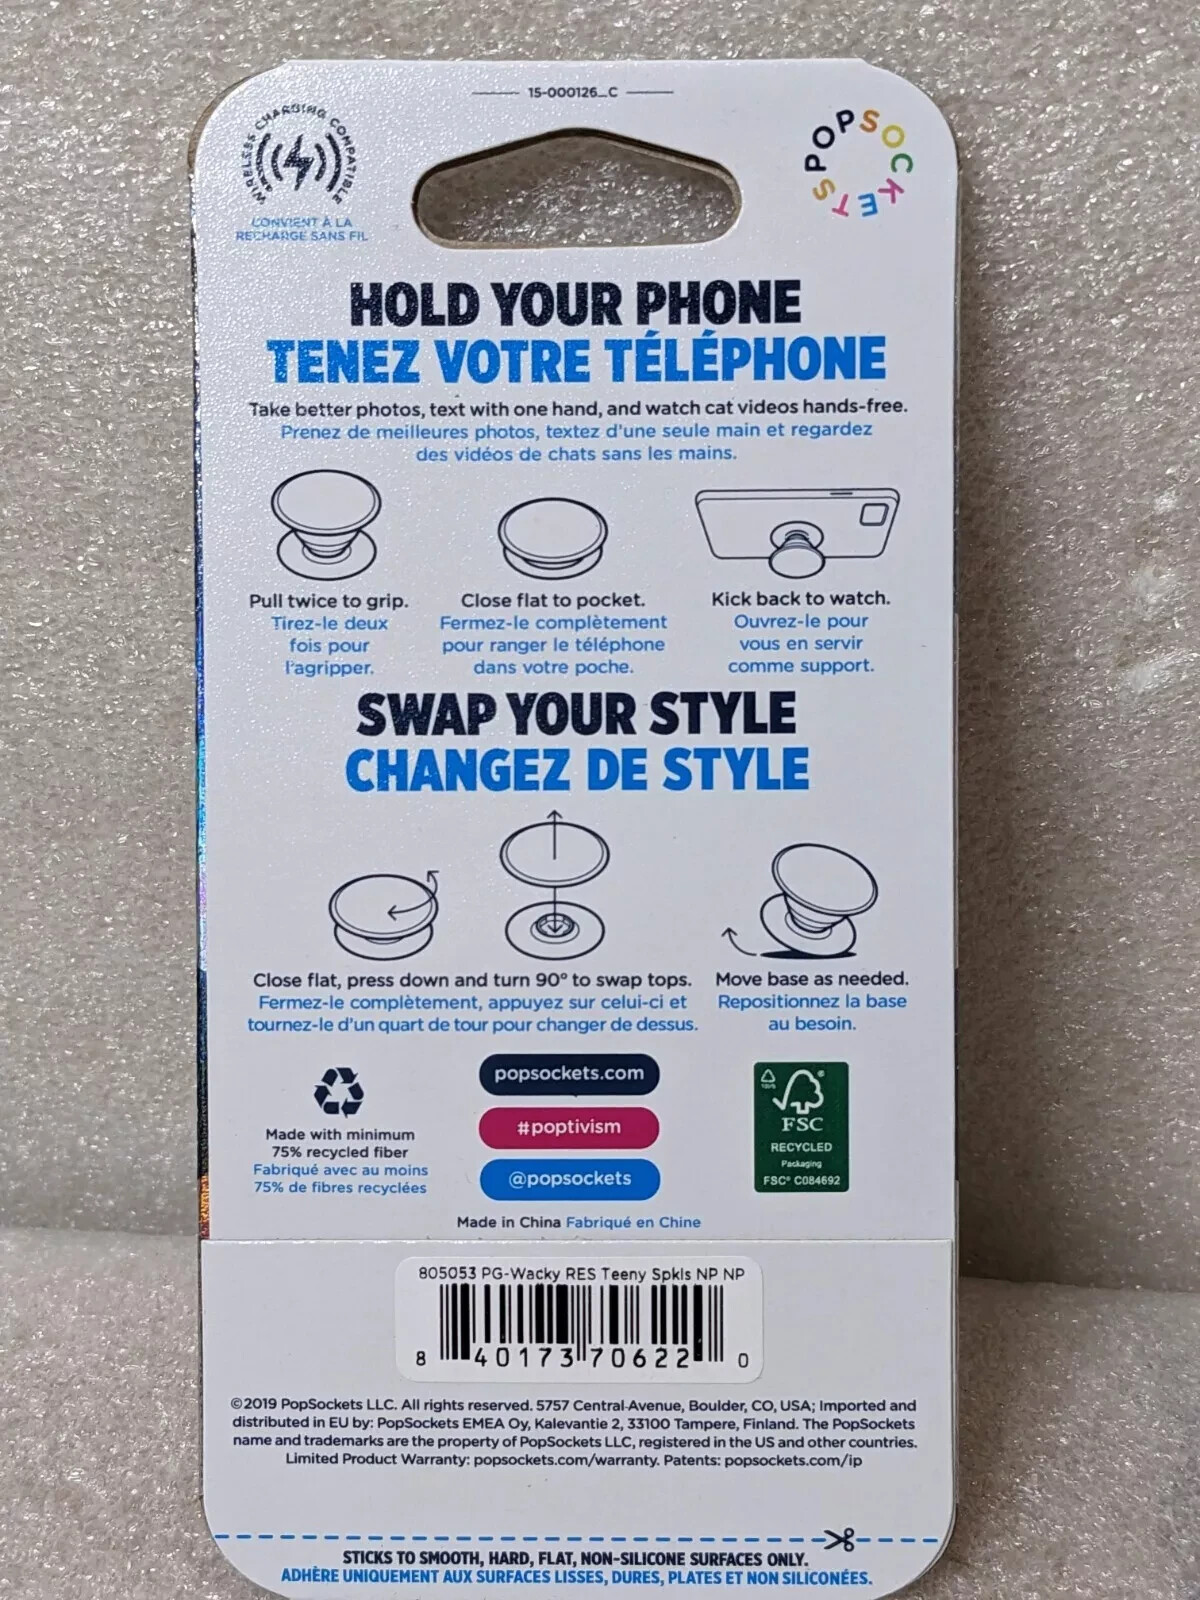 15-000126_C
WIRELESS CHARGING COMPATIBLE
CONVIENT À LA
RECHARGE SANS FIL
POPSOCKETS
HOLD YOUR PHONE
TENEZ VOTRE TÉLÉPHONE
Take better photos, text with one hand, and watch cat videos hands-free.
Prenez de meilleures photos, textez d'une seule main et regardez
des vidéos de chats sans les mains.
Pull twice to grip.
Tirez-le deux
fois pour
l'agripper.
Close flat to pocket.
Fermez-le complètement
pour ranger le téléphone
dans votre poche.
Kick back to watch.
Ouvrez-le pour
vous en servir
comme support.
SWAP YOUR STYLE
CHANGEZ DE STYLE
Close flat, press down and turn 90° to swap tops.
Fermez-le complètement, appuyez sur celui-ci et
tournez-le d'un quart de tour pour changer de dessus.
Move base as needed.
Repositionnez la base
au besoin.
Made with minimum
75% recycled fiber
Fabriqué avec au moins
75% de fibres recyclées
popsockets.com
#poptivism
@popsockets
FSC
RECYCLED
Packaging
FSC® C084692
Made in China Fabriqué en Chine
805053 PG-Wacky RES Teeny Spkls NP NP
8 40173 70622 0
©2019 PopSockets LLC. All rights reserved. 5757 Central Avenue, Boulder, CO, USA; Imported and
distributed in EU by: PopSockets EMEA Oy, Kalevantie 2, 33100 Tampere, Finland. The PopSockets
name and trademarks are the property of PopSockets LLC, registered in the US and other countries.
Limited Product Warranty: popsockets.com/warranty. Patents: popsockets.com/ip
STICKS TO SMOOTH, HARD, FLAT, NON-SILICONE SURFACES ONLY.
ADHÈRE UNIQUEMENT AUX SURFACES LISSES, DURES, PLATES ET NON SILICONÉES.